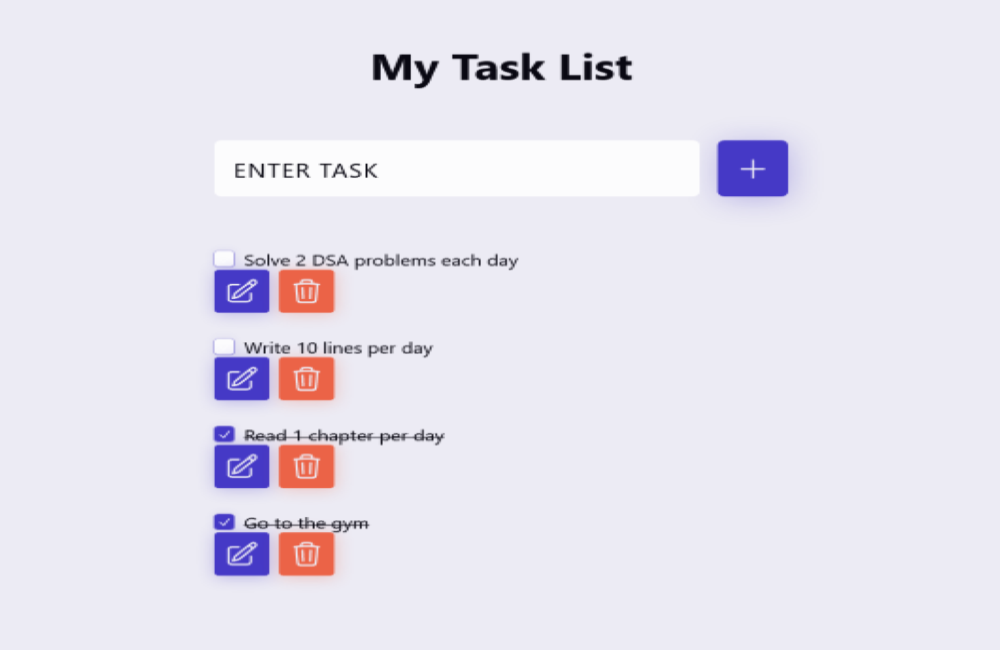 My Task List
ENTER TASK
Solve 2 DSA problems each day
Write 10 lines per day
Read 1 chapter per day
Go to the gym